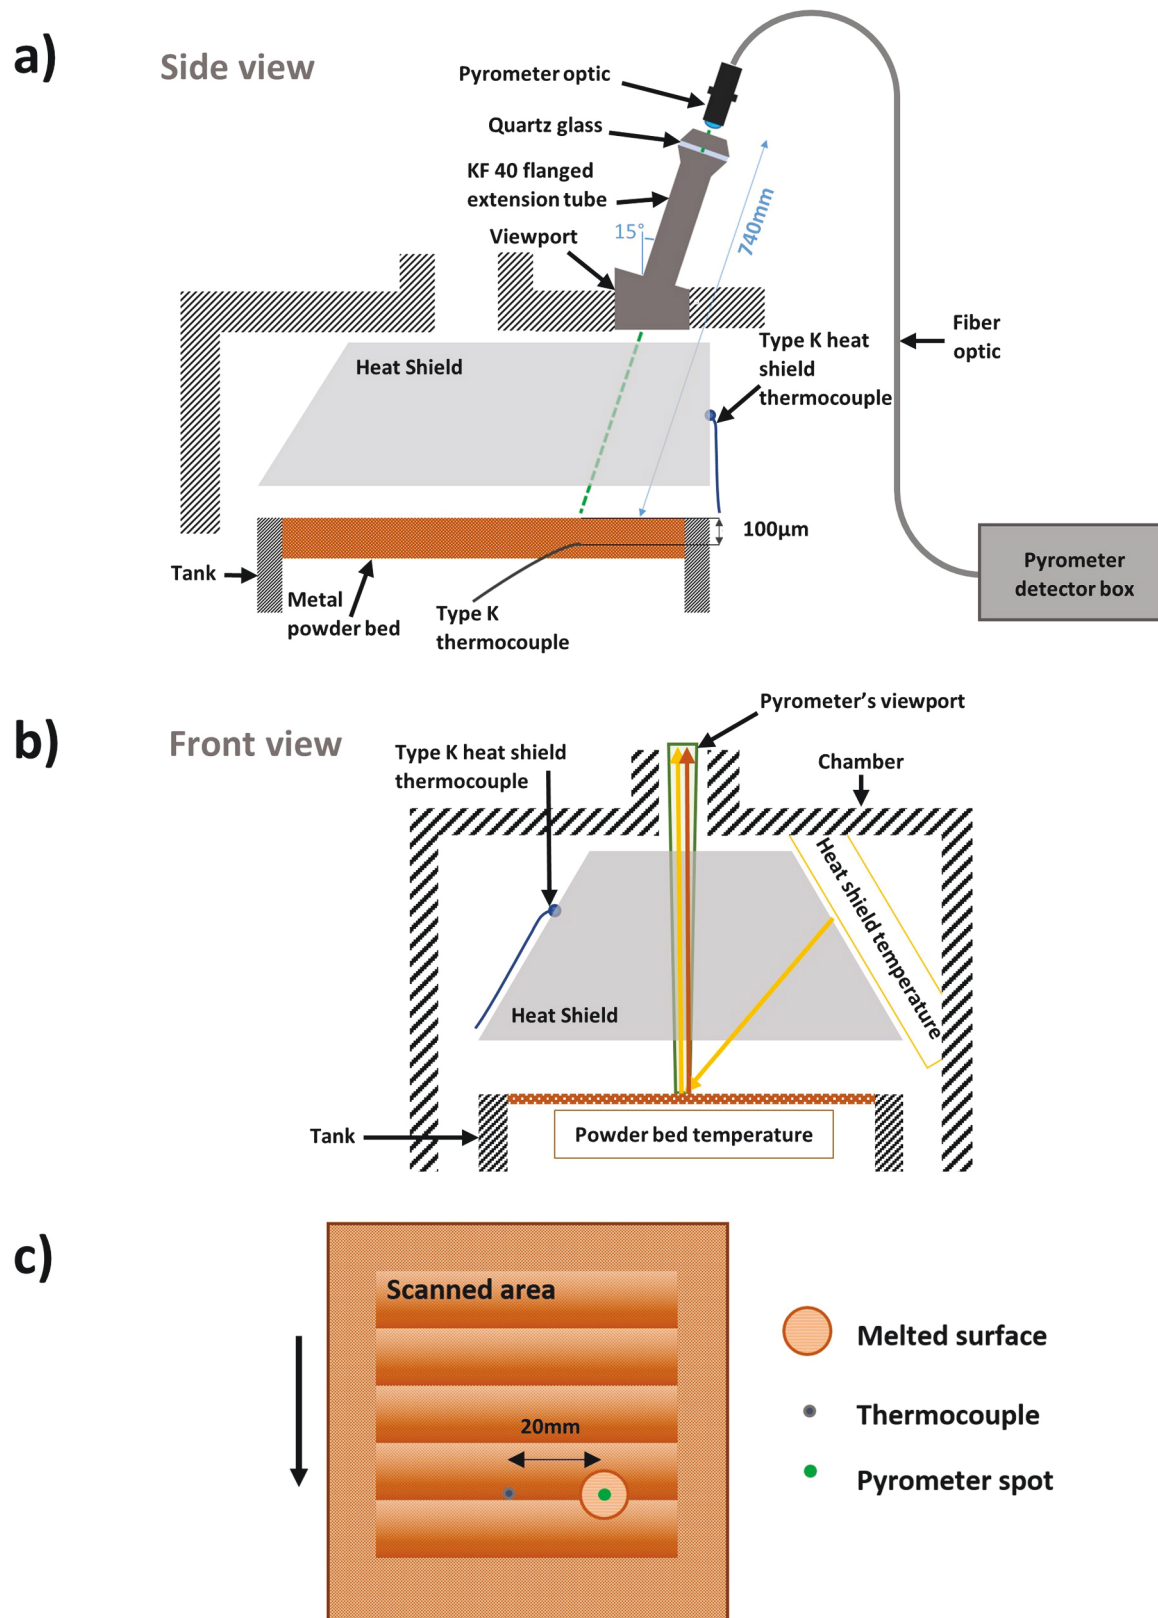 a)
Side view
Pyrometer optic
Quartz glass
KF 40 flanged
extension tube
15°
Viewport
740mm
Heat Shield
Type K heat
shield
thermocouple
Fiber
optic
100µm
Tank
Metal
powder bed
Type K
thermocouple
Pyrometer
detector box
b)
Front view
Pyrometer's viewport
Type K heat shield
thermocouple
Chamber
Heat shield temperature
Heat Shield
Tank
Powder bed temperature
c)
Scanned area
20mm
Melted surface
Thermocouple
Pyrometer spot